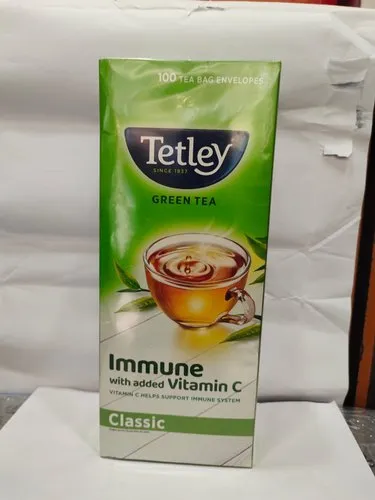 100 TEA BAG ENVELOPES
Tetley
SINCE 1837
GREEN TEA
Immune
with added Vitamin C
VITAMIN C HELPS SUPPORT IMMUNE SYSTEM
Classic